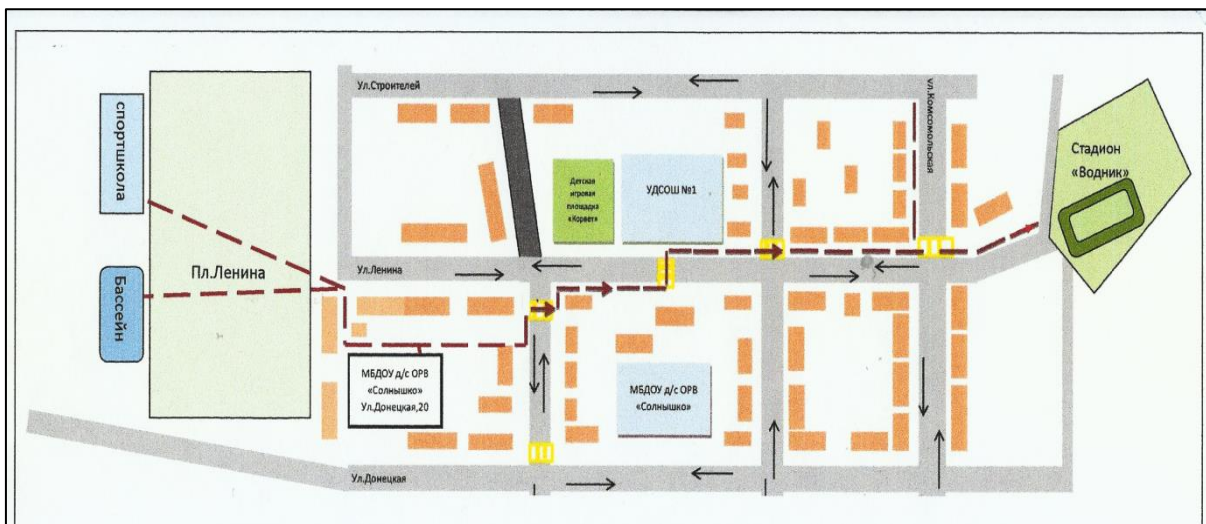 спортшкола
Бассейн
Пл.Ленина
Ул.Строителей
Детская
игровая
площадка
«Корвет»
УДСОШ №1
ул.Комсомольская
Стадион
«Водник»
Ул.Ленина
МБДОУ д/с ОРВ
«Солнышко»
Ул.Донецкая,20
МБДОУ д/с ОРВ
«Солнышко»
Ул.Донецкая